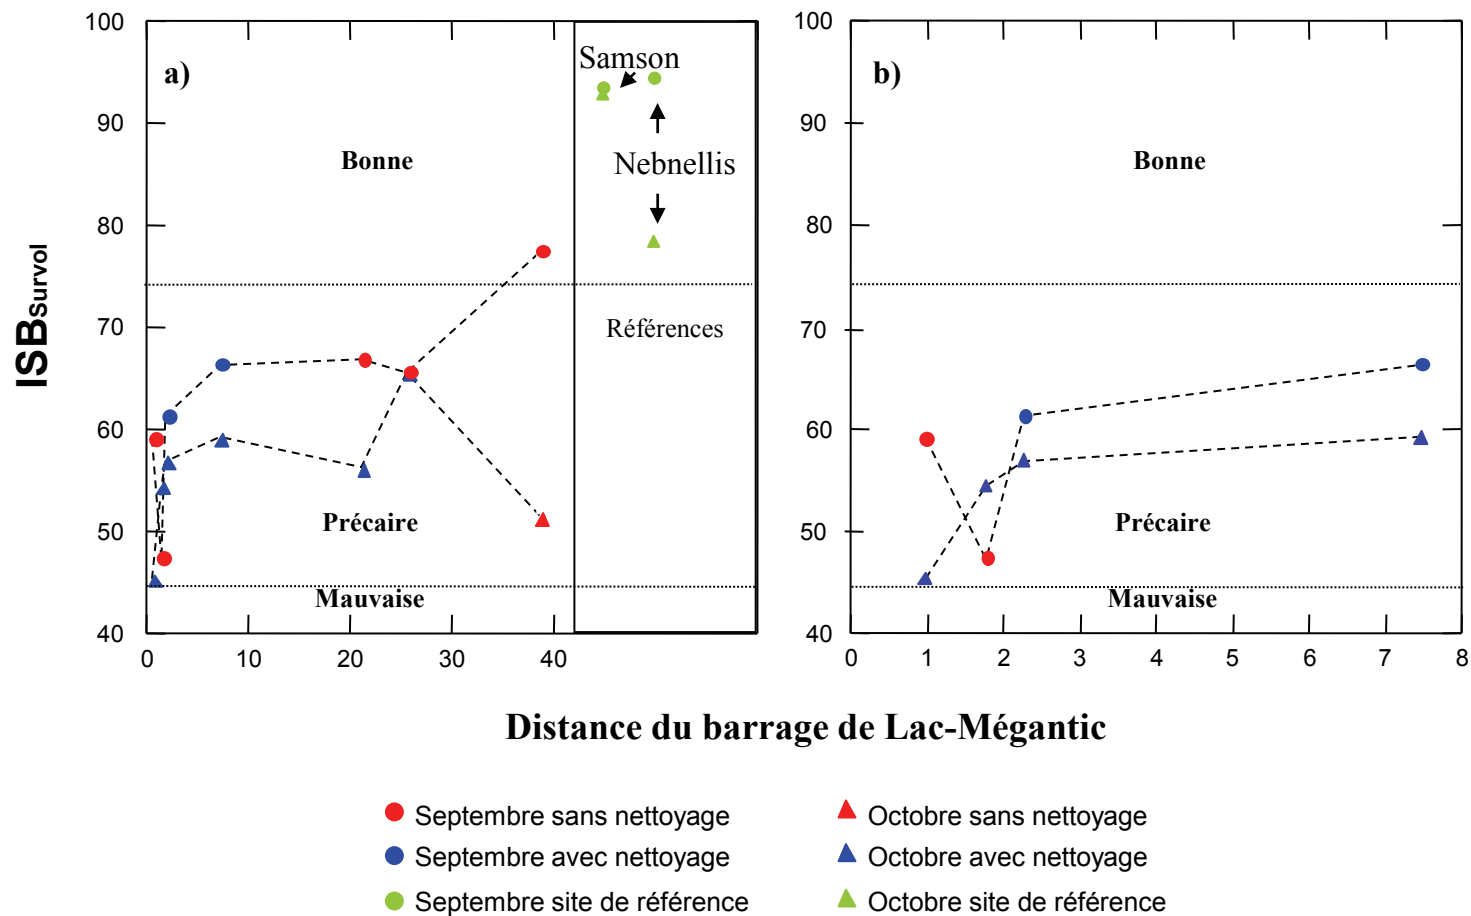 100
90
80
70
60
50
40
ISBSurvol
a)
Samson
Nebnellis
Bonne
Références
Précaire
Mauvaise
0
10
20
30
40
100
90
80
70
60
50
40
b)
Bonne
Précaire
Mauvaise
0
1
2
3
4
5
6
7
8
Distance du barrage de Lac-Mégantic
Septembre sans nettoyage
Octobre sans nettoyage
Septembre avec nettoyage
Octobre avec nettoyage
Septembre site de référence
Octobre site de référence